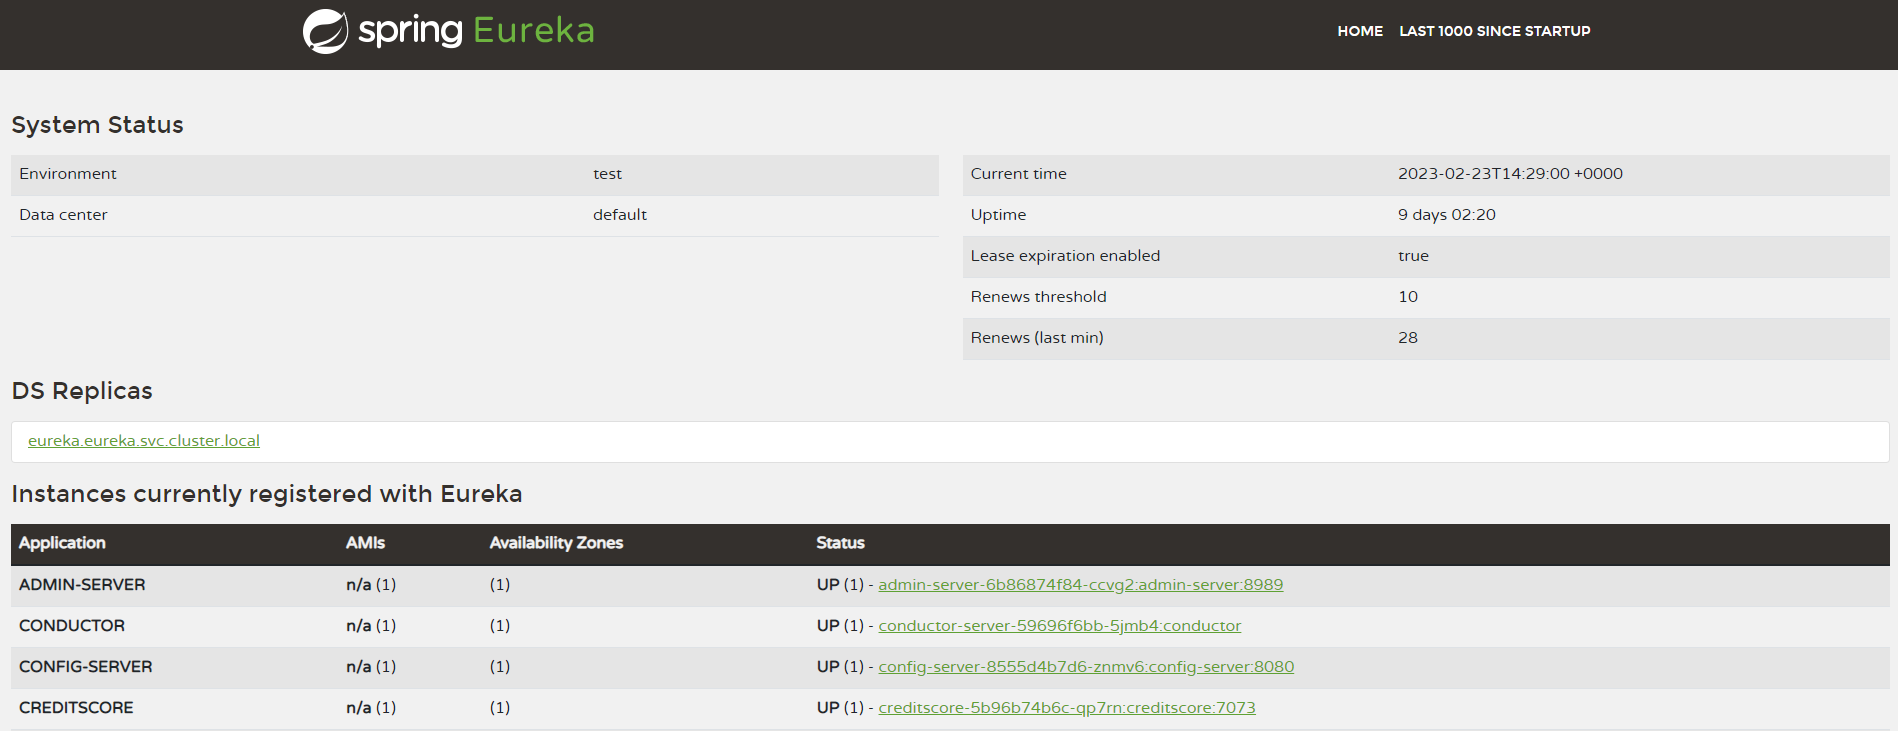 spring Eureka
HOME LAST 1000 SINCE STARTUP
System Status
Environment test
Data center default
Current time 2023-02-23T14:29:00 +0000
Uptime 9 days 02:20
Lease expiration enabled true
Renews threshold 10
Renews (last min) 28
DS Replicas
eureka.eureka.svc.cluster.local
Instances currently registered with Eureka
Application AMIs Availability Zones Status
ADMIN-SERVER n/a (1) (1) UP (1) - admin-server-6b86874f84-ccvg2:admin-server:8989
CONDUCTOR n/a (1) (1) UP (1) - conductor-server-59696f6bb-5jmb4:conductor
CONFIG-SERVER n/a (1) (1) UP (1) - config-server-8555d4b7d6-znmv6:config-server:8080
CREDITSCORE n/a (1) (1) UP (1) - creditscore-5b96b74b6c-qp7rn:creditscore:7073